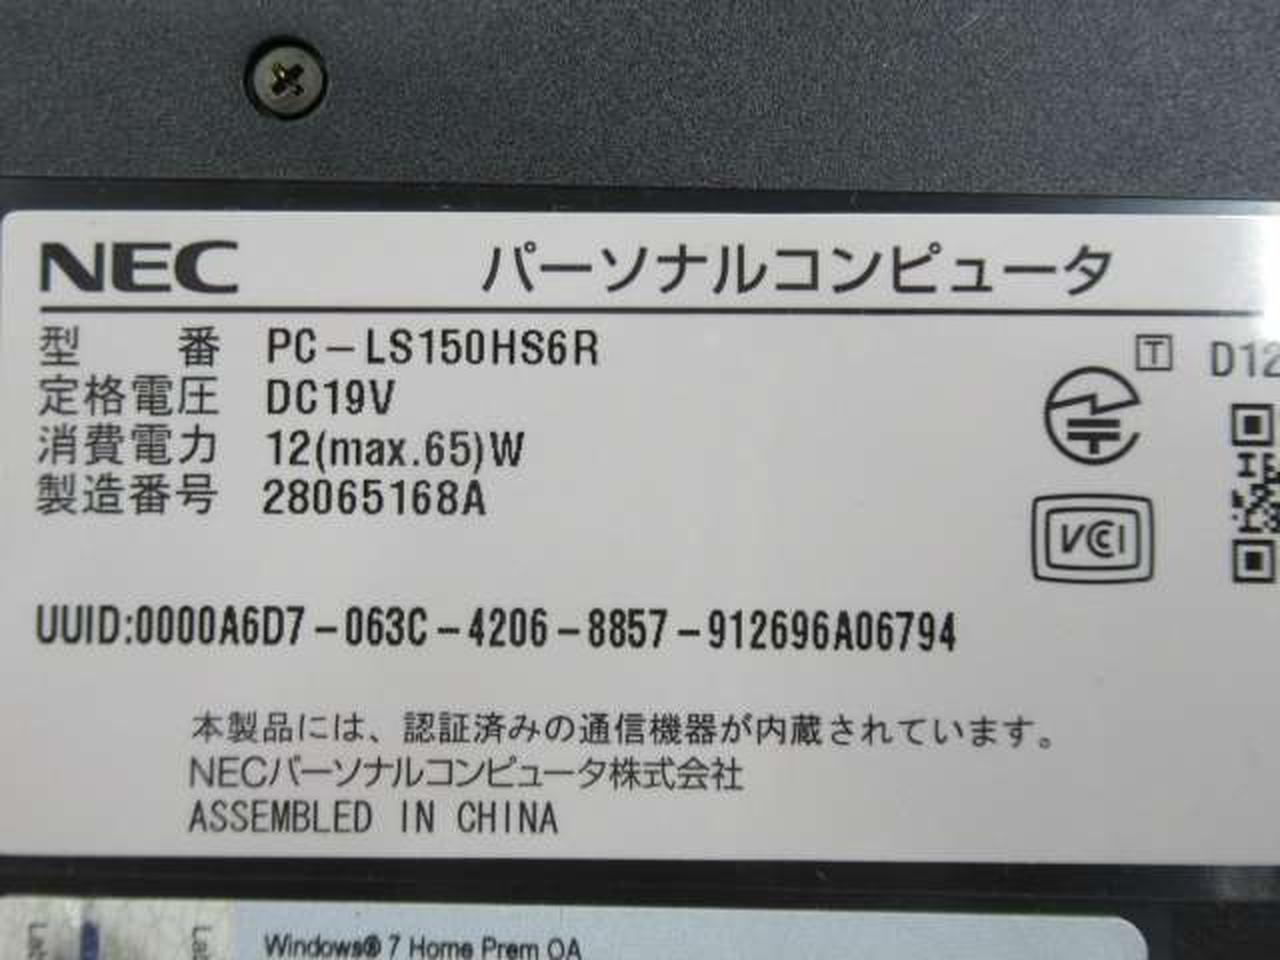 NEC パーソナルコンピュータ
型 番 PC-LS150HS6R
定格電圧 DC19V
消費電力 12(max.65)W
製造番号 28065168A
T D12
VCCI
UUID:0000A6D7-063C-4206-8857-912696A06794
本製品には、認証済みの通信機器が内蔵されています。
NECパーソナルコンピュータ株式会社
ASSEMBLED IN CHINA
Windows® 7 Home Prem OA